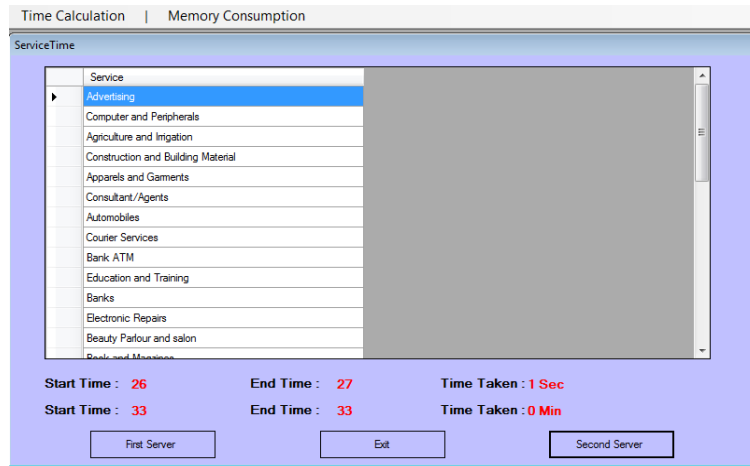 Time Calculation | Memory Consumption
ServiceTime
Service
Advertising
Computer and Peripherals
Agriculture and Irrigation
Construction and Building Material
Apparels and Garments
Consultant/Agents
Automobiles
Courier Services
Bank ATM
Education and Training
Banks
Electronic Repairs
Beauty Parlour and salon
Book and Magzines
Start Time : 26 End Time : 27 Time Taken : 1 Sec
Start Time : 33 End Time : 33 Time Taken : 0 Min
First Server Exit Second Server